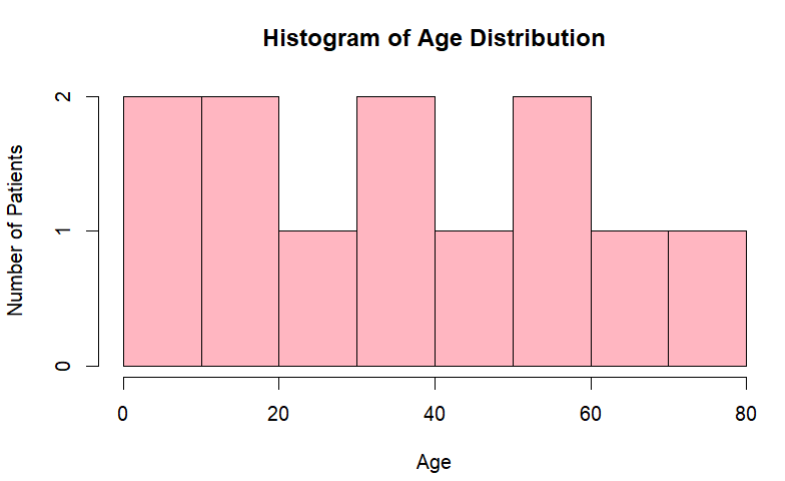 Histogram of Age Distribution
Number of Patients
2
1
0
0 20 40 60 80
Age